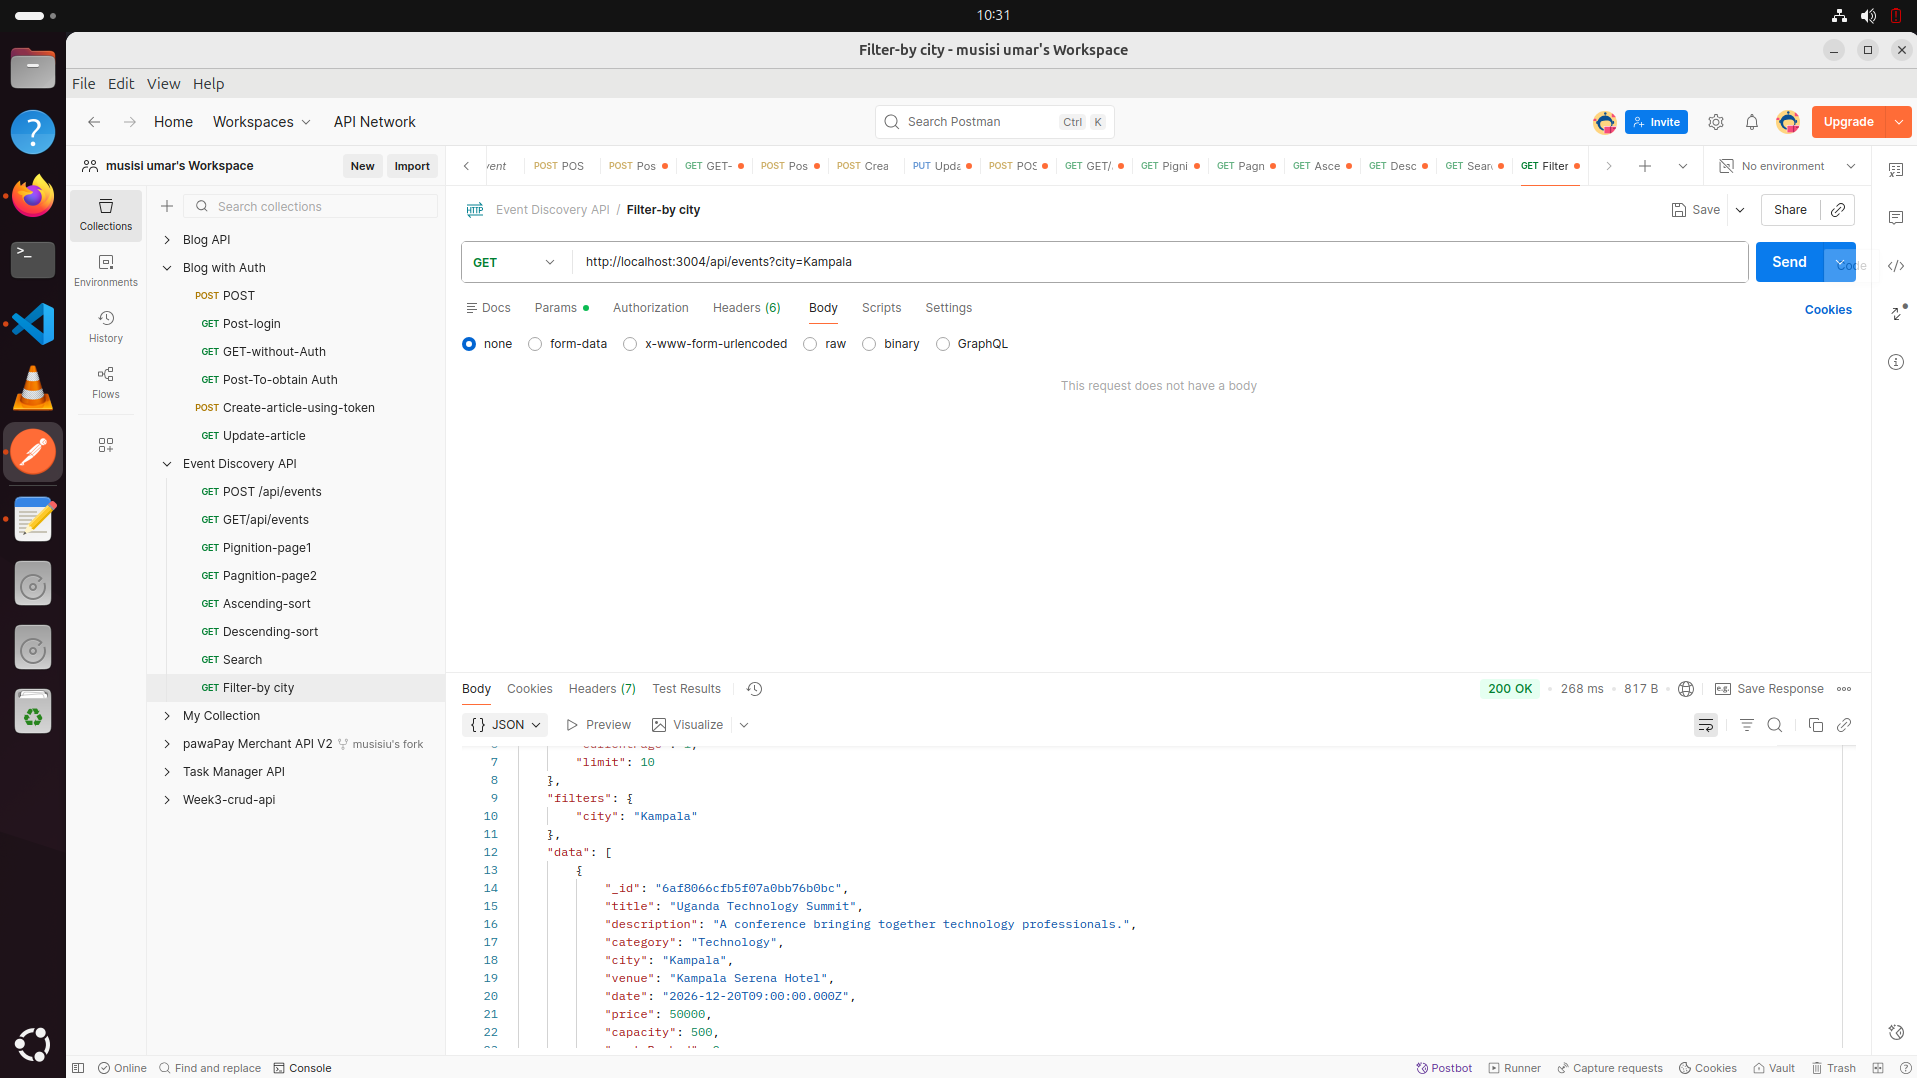 10:31
Filter-by city - musisi umar's Workspace
File Edit View Help
Home Workspaces API Network
Search Postman Ctrl K
Invite
Upgrade
musisi umar's Workspace New Import
vent POST POS POST Pos GET GET- POST Pos POST Crea PUT Upda POST POS GET GET/. GET Pigni GET Pagn GET Asce GET Desc GET Sear GET Filter
No environment
Collections
Environments
History
Flows
Search collections
Blog API
Blog with Auth
POST POST
GET Post-login
GET GET-without-Auth
GET Post-To-obtain Auth
POST Create-article-using-token
GET Update-article
Event Discovery API
GET POST /api/events
GET GET/api/events
GET Pignition-page1
GET Pagnition-page2
GET Ascending-sort
GET Descending-sort
GET Search
GET Filter-by city
My Collection
pawaPay Merchant API V2 musisiu's fork
Task Manager API
Week3-crud-api
HTTP Event Discovery API / Filter-by city
Save Share
GET http://localhost:3004/api/events?city=Kampala
Send
Code
Docs Params Authorization Headers (6) Body Scripts Settings
Cookies
none form-data x-www-form-urlencoded raw binary GraphQL
This request does not have a body
Body Cookies Headers (7) Test Results
200 OK 268 ms 817 B e.g. Save Response
{} JSON Preview Visualize
7 "limit": 10
8 },
9 "filters": {
10 "city": "Kampala"
11 },
12 "data": [
13 {
14 "_id": "6af8066cfb5f07a0bb76b0bc",
15 "title": "Uganda Technology Summit",
16 "description": "A conference bringing together technology professionals.",
17 "category": "Technology",
18 "city": "Kampala",
19 "venue": "Kampala Serena Hotel",
20 "date": "2026-12-20T09:00:00.000Z",
21 "price": 50000,
22 "capacity": 500,
Online Find and replace Console
Postbot Runner Capture requests Cookies Vault Trash